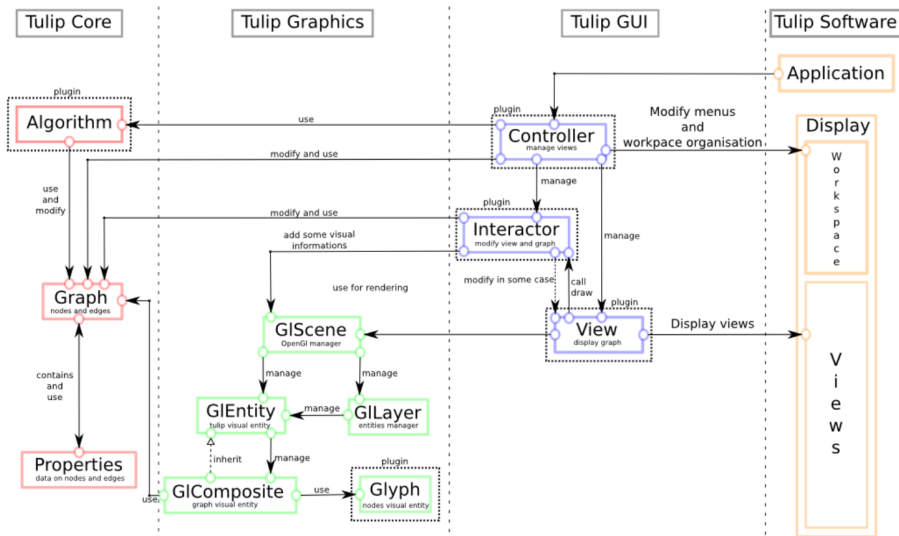 Tulip Core
Tulip Graphics
Tulip GUI
Tulip Software
Application
plugin
Algorithm
use
plugin
Controller
manage views
Modify menus
and
workpace organisation
Display
Workspace
modify and use
use
and
modify
manage
plugin
modify and use
Interactor
modify view and graph
manage
add some visual
informations
use for rendering
modify in some case
call
draw
plugin
Graph
nodes and edges
GlScene
OpenGl manager
View
display graph
Display views
Views
contains
and
use
manage
manage
GlEntity
tulip visual entity
manage
GlLayer
entities manager
inherit
manage
plugin
Properties
data on nodes and edges
use
GlComposite
graph visual entity
use
Glyph
nodes visual entity